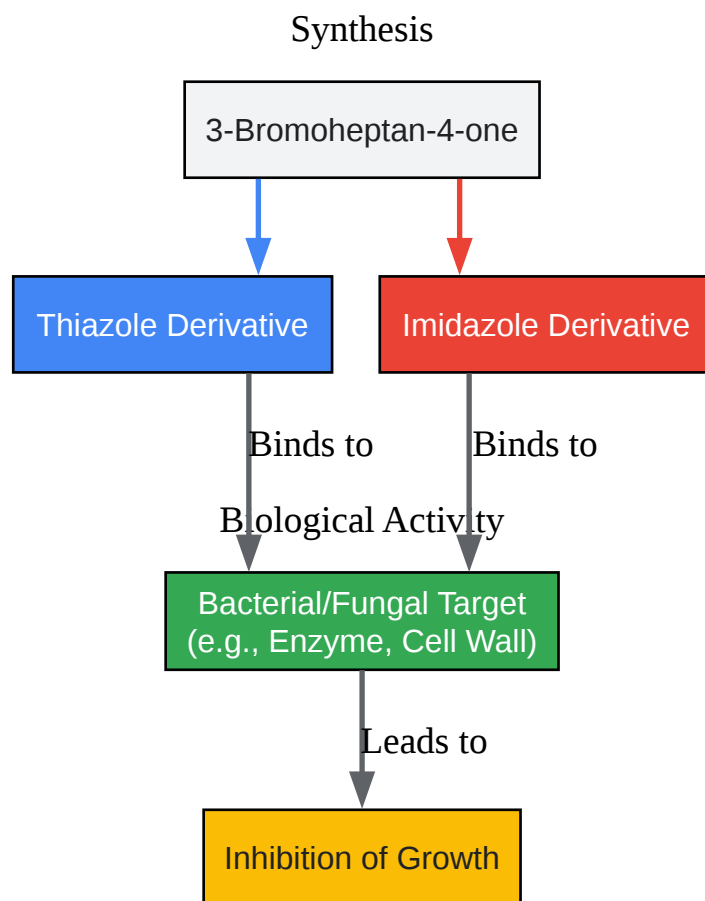 Synthesis
3-Bromoheptan-4-one
Thiazole Derivative
Imidazole Derivative
Binds to
Binds to
Biological Activity
Bacterial/Fungal Target
(e.g., Enzyme, Cell Wall)
Leads to
Inhibition of Growth